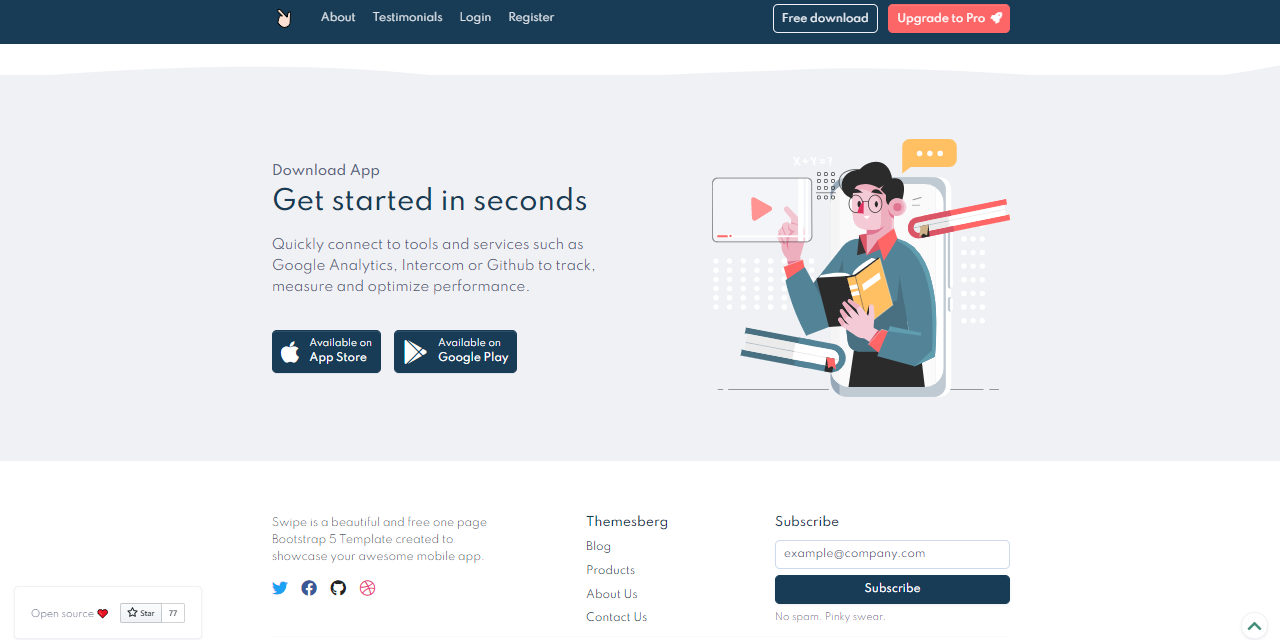 About Testimonials Login Register Free download Upgrade to Pro
Download App
Get started in seconds
Quickly connect to tools and services such as
Google Analytics, Intercom or Github to track,
measure and optimize performance.
Available on
App Store
Available on
Google Play
X+Y=?
Swipe is a beautiful and free one page
Bootstrap 5 Template created to
showcase your awesome mobile app.
Themesberg
Blog
Products
About Us
Contact Us
Subscribe
example@company.com
Subscribe
No spam. Pinky swear.
Open source
Star 77